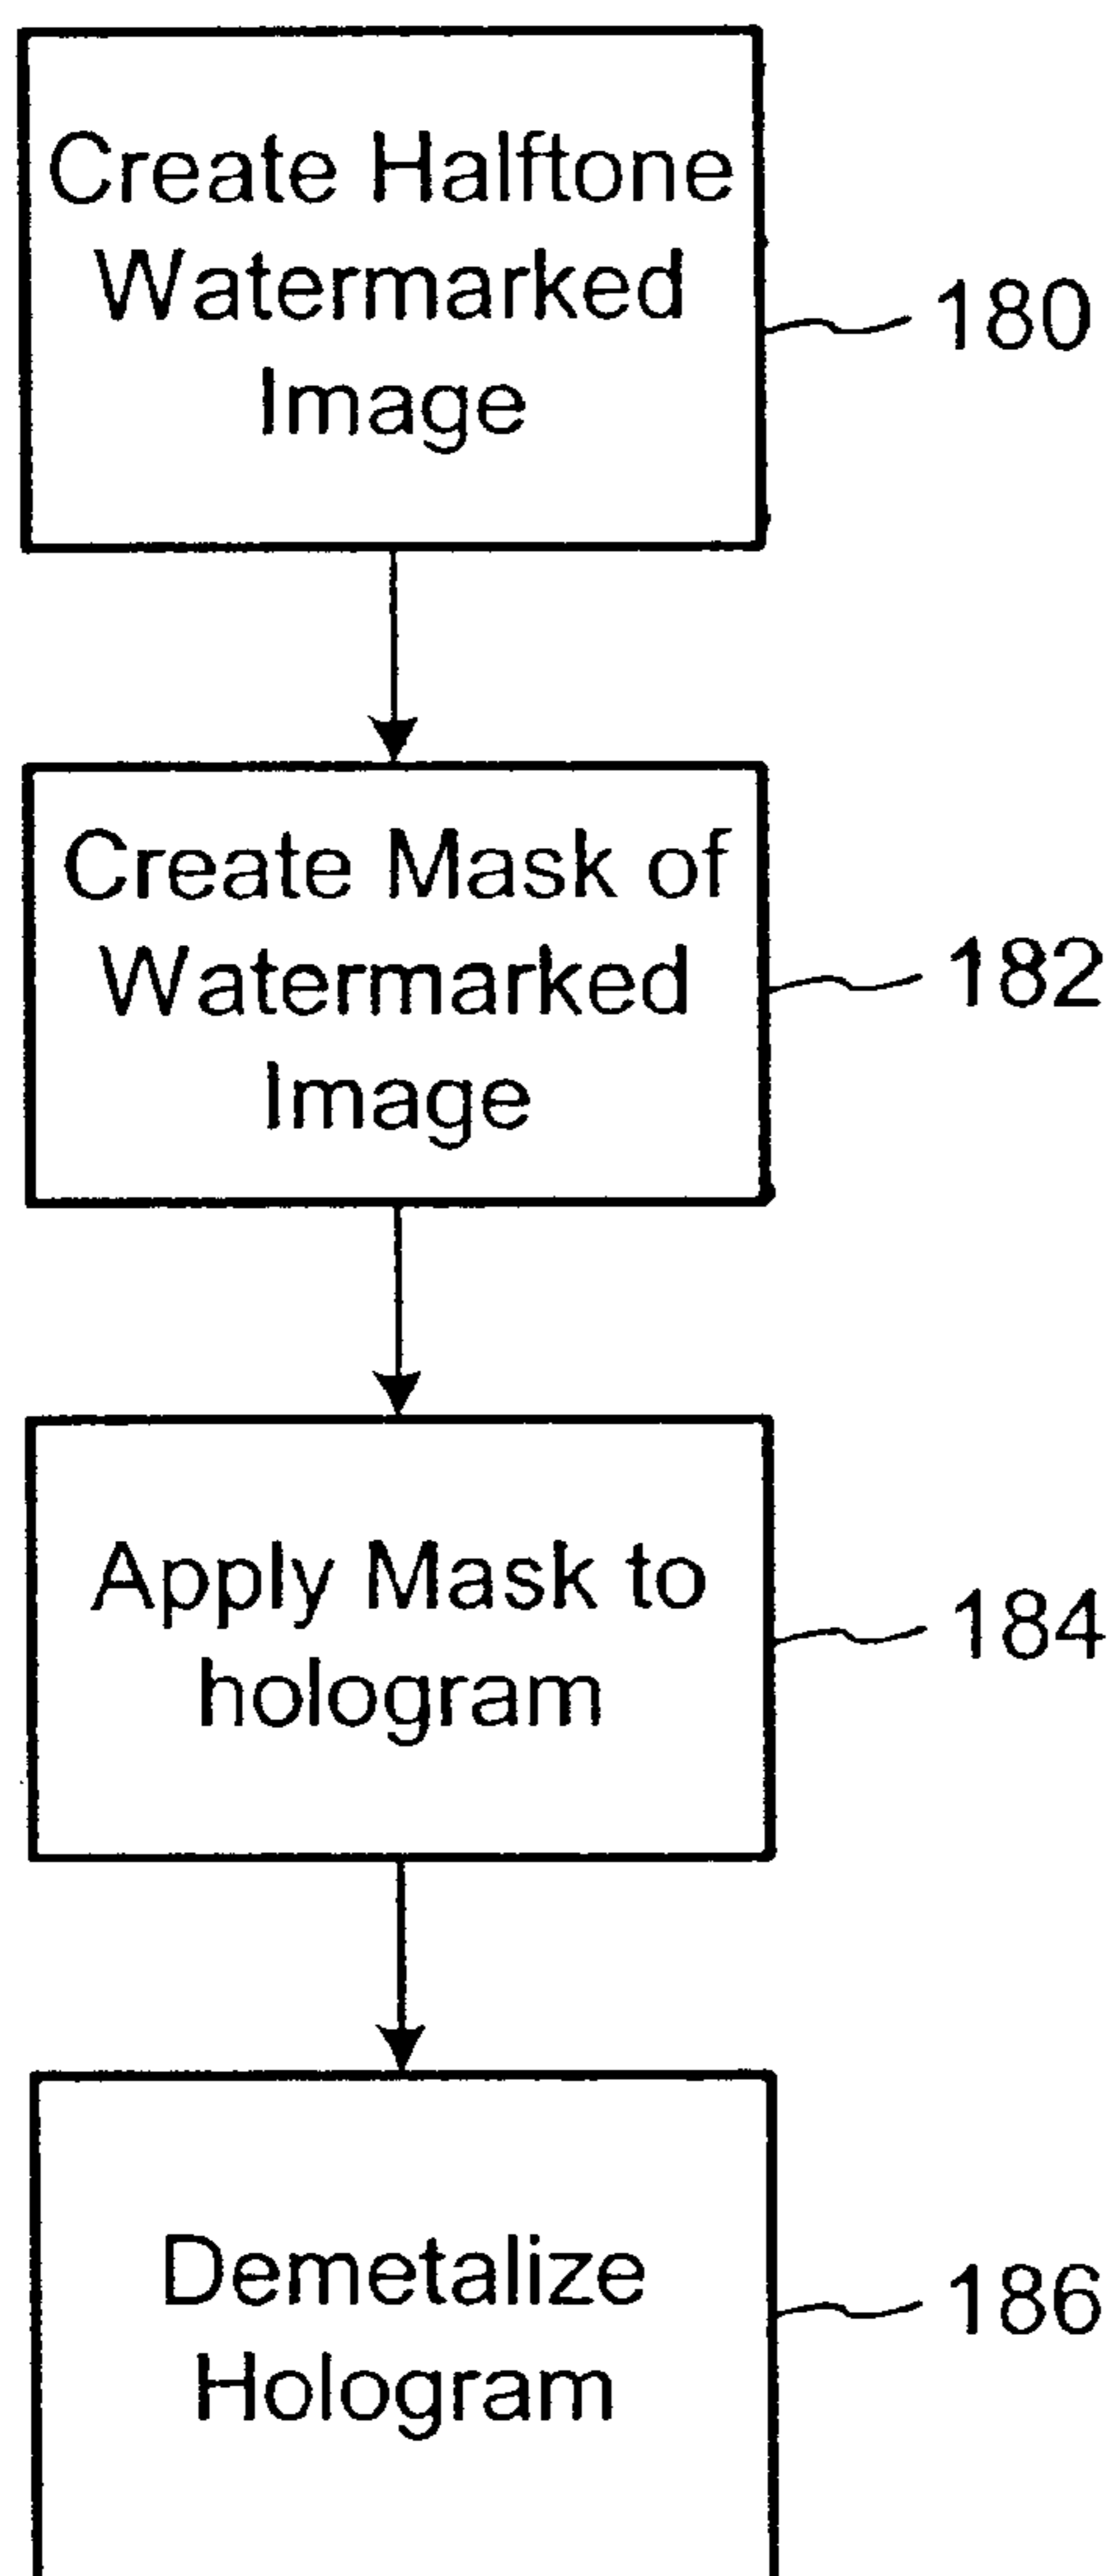 Create Halftone
Watermarked
Image
180
Create Mask of
Watermarked
Image
182
Apply Mask to
hologram
184
Demetalize
Hologram
186